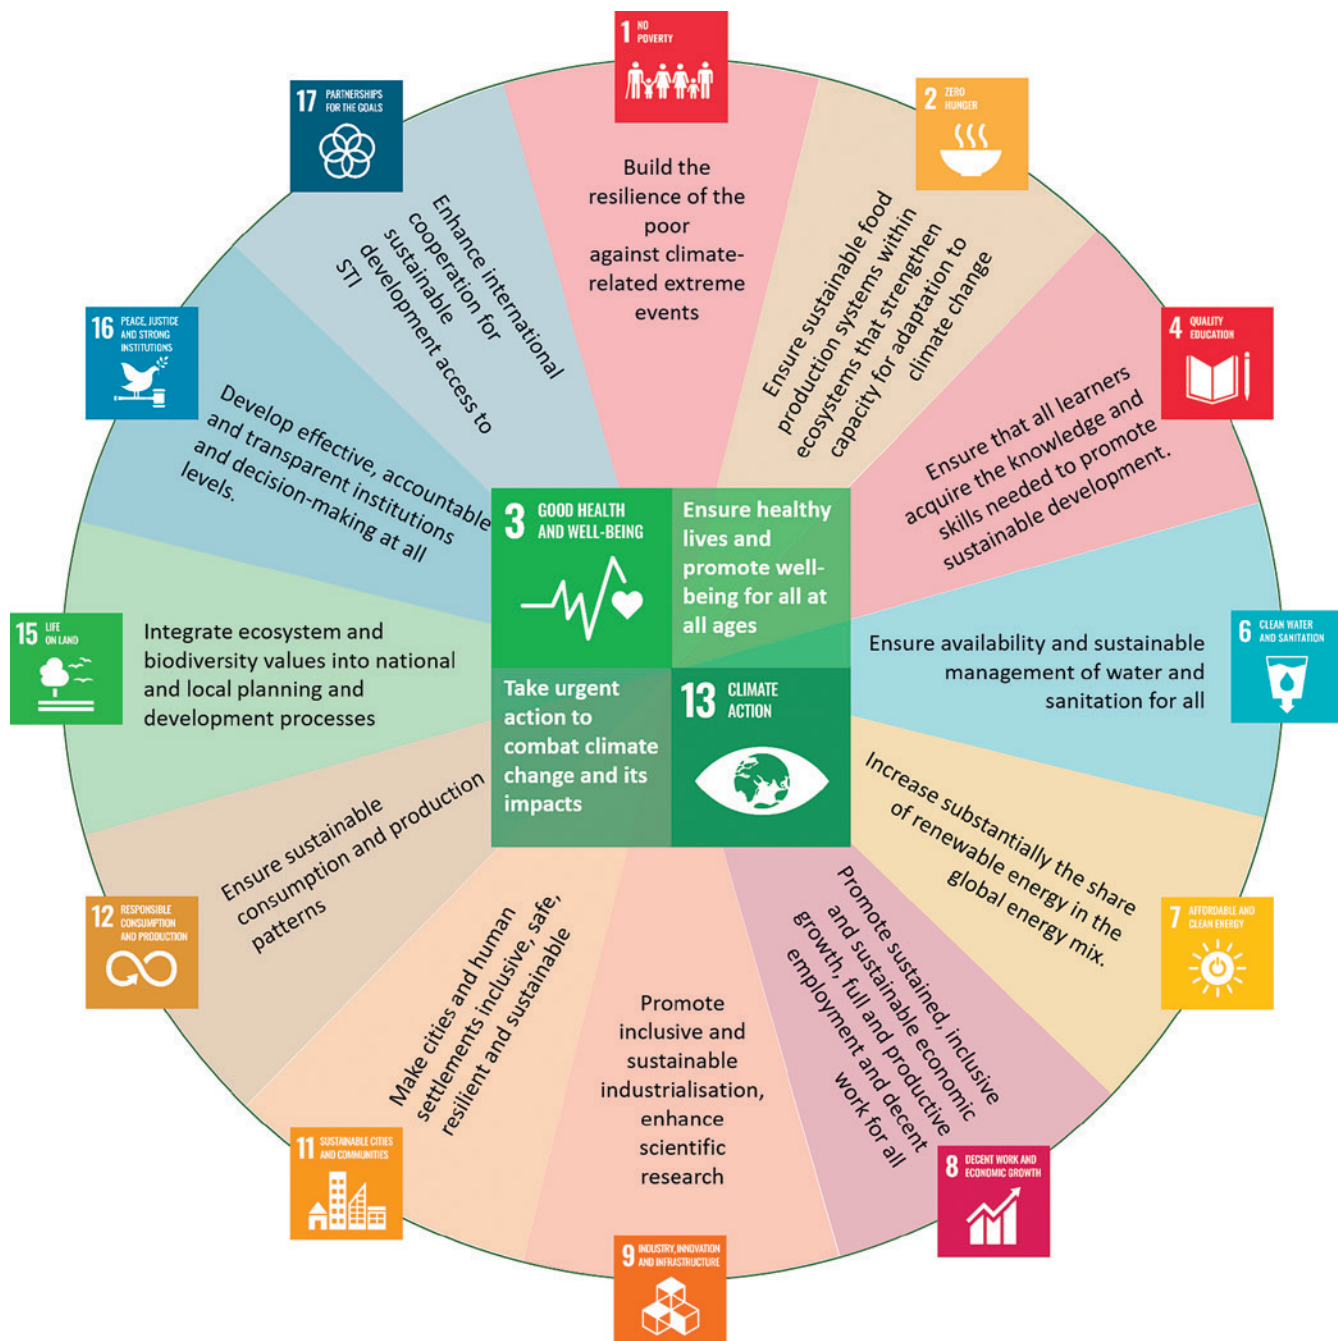 1 NO
POVERTY
Build the
resilience of the
poor
against climate-
related extreme
events
2 ZERO
HUNGER
Ensure sustainable food
production systems within
ecosystems that strengthen
capacity for adaptation to
climate change
4 QUALITY
EDUCATION
Ensure that all learners
acquire the knowledge and
skills needed to promote
sustainable development.
6 CLEAN WATER
AND SANITATION
Ensure availability and sustainable
management of water and
sanitation for all
7 AFFORDABLE AND
CLEAN ENERGY
Increase substantially the share
of renewable energy in the
global energy mix.
8 DECENT WORK AND
ECONOMIC GROWTH
Promote sustained, inclusive
and sustainable economic
growth, full and productive
employment and decent
work for all
9 INDUSTRY, INNOVATION
AND INFRASTRUCTURE
Promote
inclusive and
sustainable
industrialisation,
enhance
scientific
research
11 SUSTAINABLE CITIES
AND COMMUNITIES
Make cities and human
settlements inclusive, safe,
resilient and sustainable
12 RESPONSIBLE
CONSUMPTION
AND PRODUCTION
Ensure sustainable
consumption and production
patterns
15 LIFE
ON LAND
Integrate ecosystem and
biodiversity values into national
and local planning and
development processes
16 PEACE, JUSTICE
AND STRONG
INSTITUTIONS
Develop effective, accountable
and transparent institutions
and decision-making at all
levels.
17 PARTNERSHIPS
FOR THE GOALS
Enhance international
cooperation for
sustainable
development access to
STI
3 GOOD HEALTH
AND WELL-BEING
Ensure healthy
lives and
promote well-
being for all at
all ages
Take urgent
action to
combat climate
change and its
impacts
13 CLIMATE
ACTION